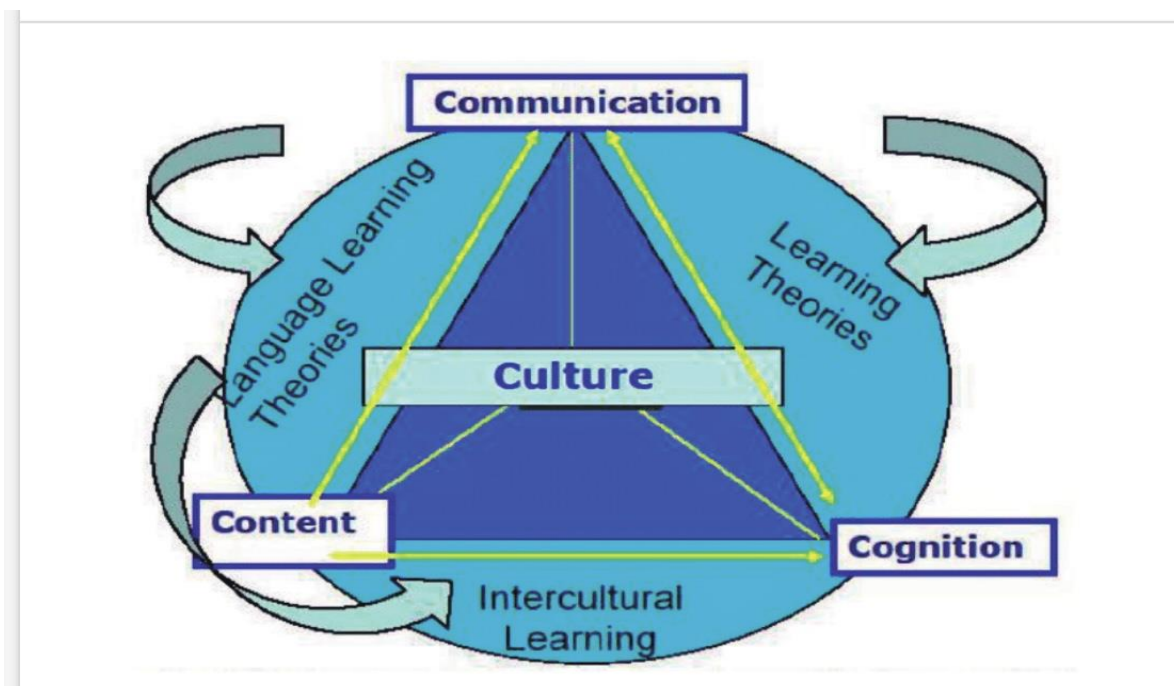 Communication
Language Learning
Theories
Learning
Theories
Culture
Content
Cognition
Intercultural
Learning